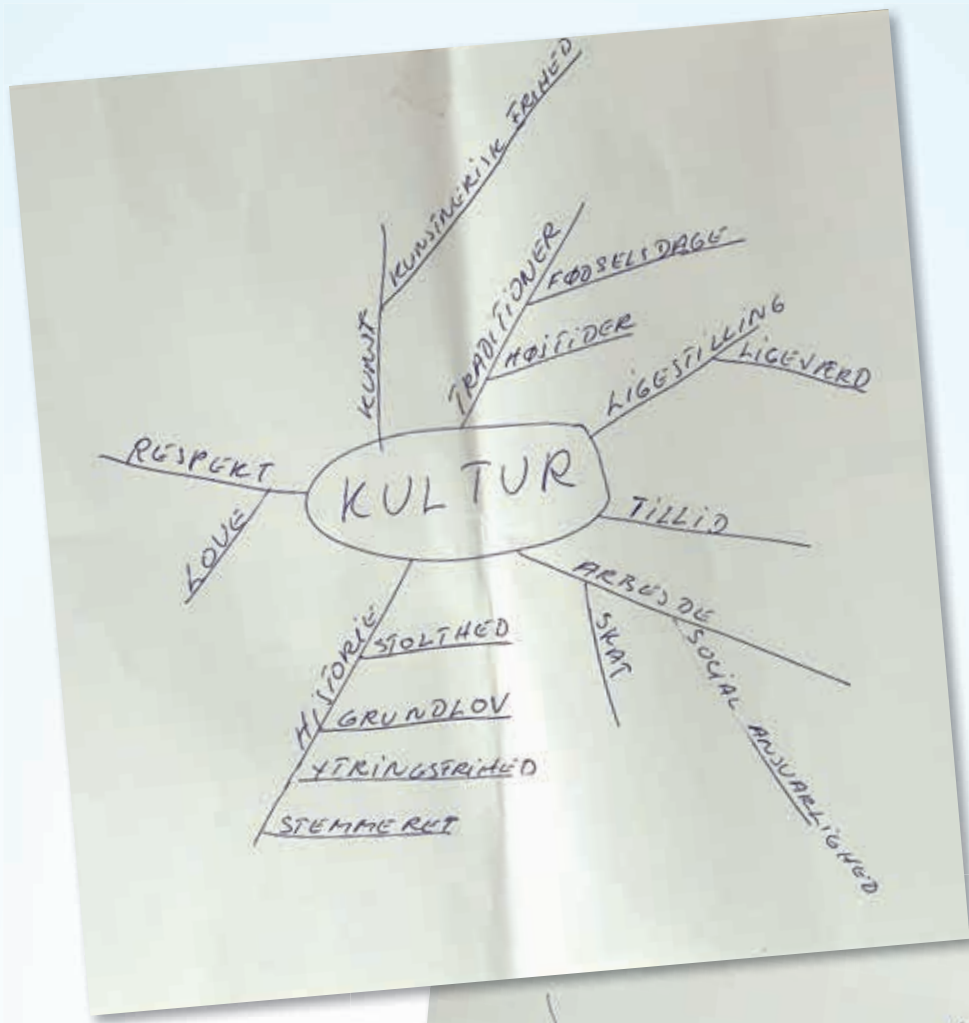 KULTUR
KUNST
KUNSTNERISK FRIHED
TRADITIONER
FØDSELSDAGE
HØJTIDER
LIGESTILLING
LIGEVÆRD
TILLID
ARBEJDE
SKAT
SOCIAL ANSVARLIGHED
HISTORIE
STOLTHED
GRUNDLOV
YTRINGSFRIHED
STEMMERET
RESPEKT
LOVE